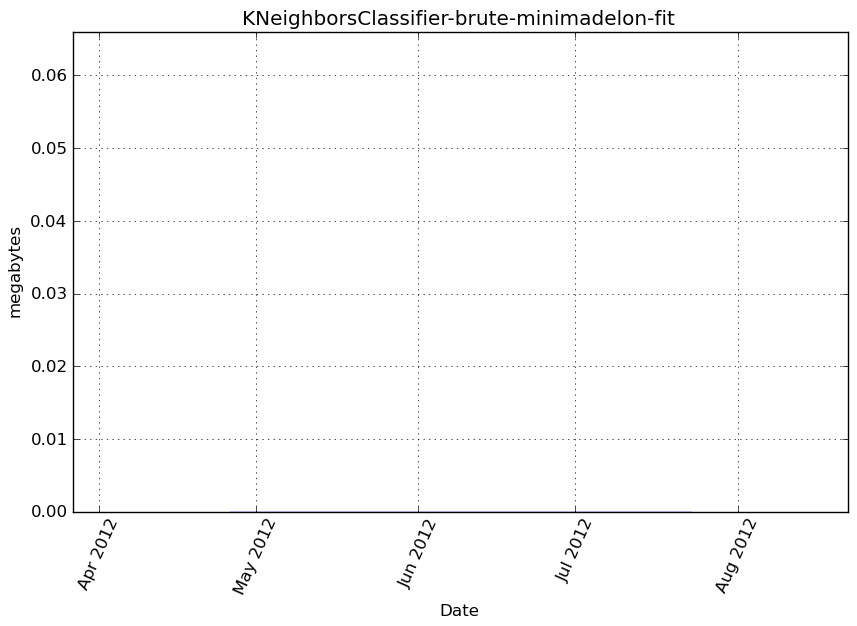 KNeighborsClassifier-brute-minimadelon-fit
0.06
0.05
0.04
0.03
0.02
0.01
0.00
megabytes
Apr 2012
May 2012
Jun 2012
Jul 2012
Aug 2012
Date